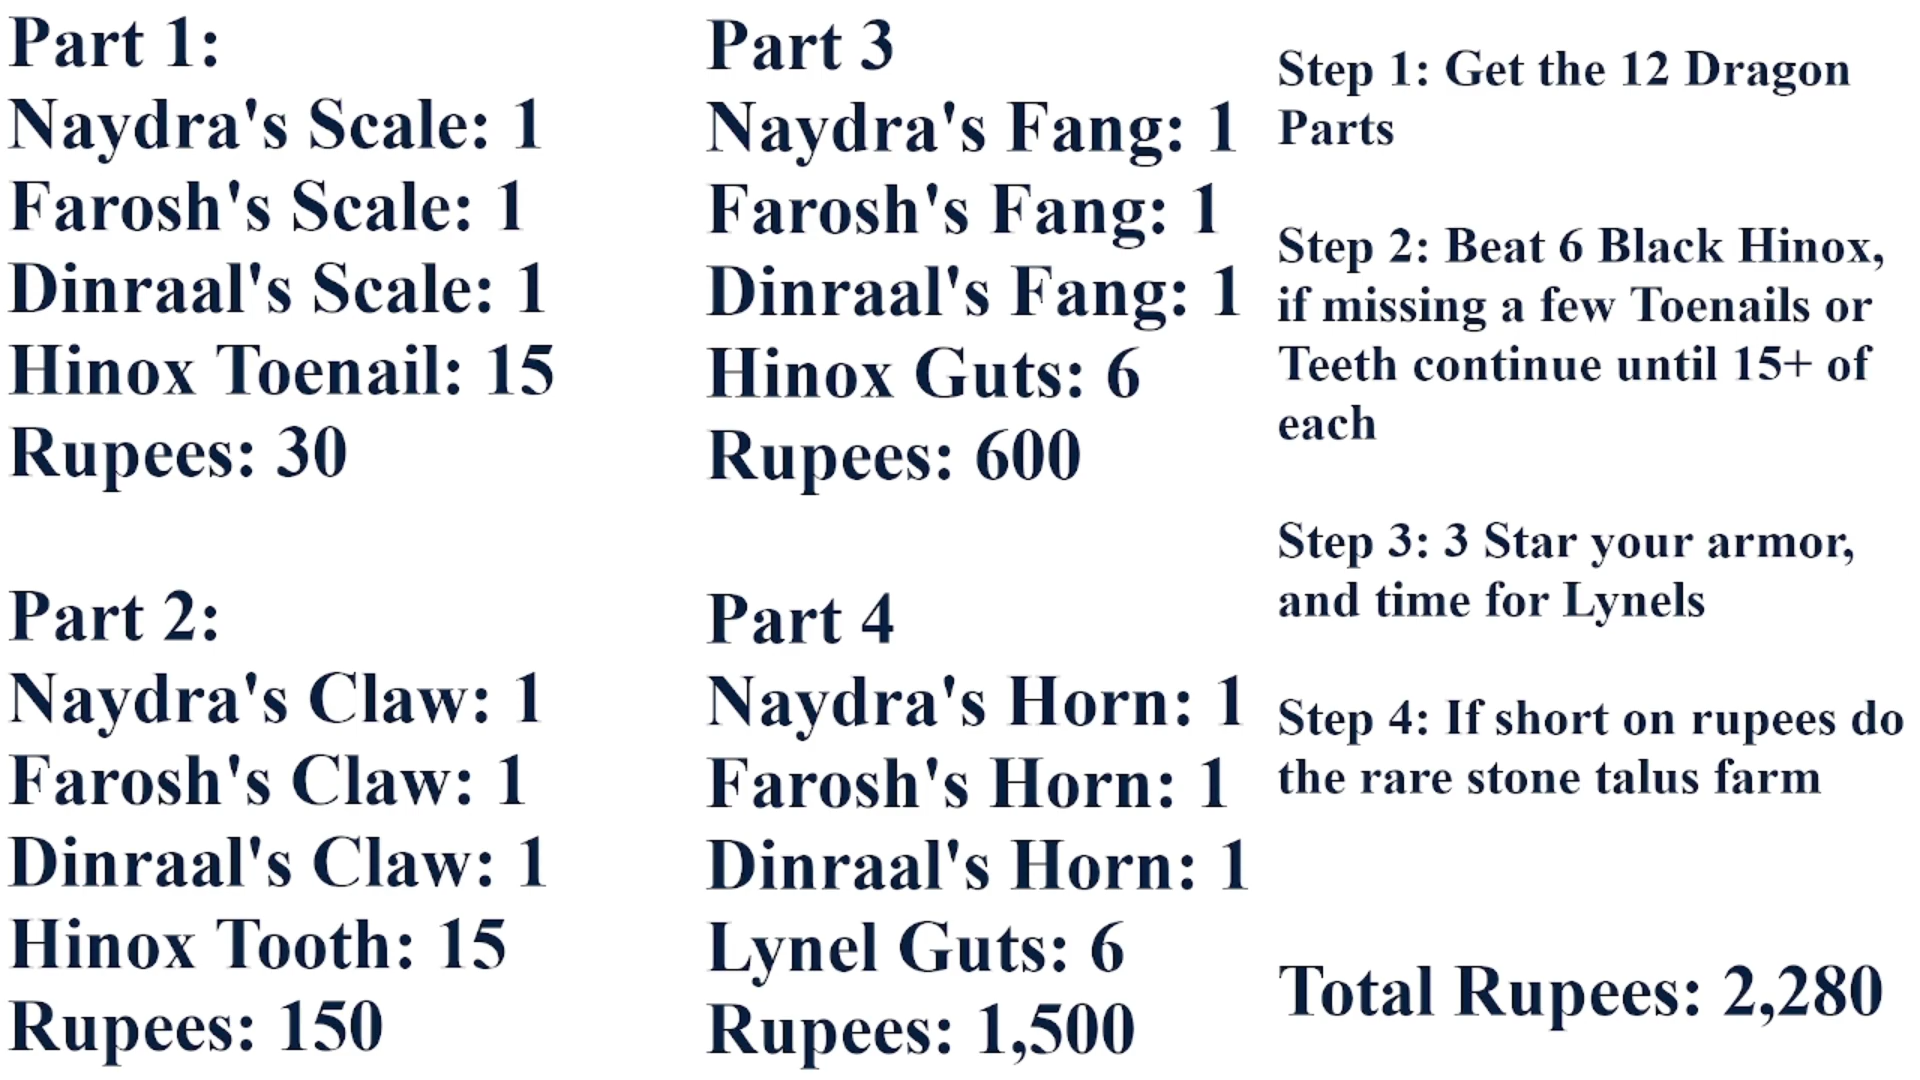 Part 1:
Naydra's Scale: 1
Farosh's Scale: 1
Dinraal's Scale: 1
Hinox Toenail: 15
Rupees: 30
Part 2:
Naydra's Claw: 1
Farosh's Claw: 1
Dinraal's Claw: 1
Hinox Tooth: 15
Rupees: 150
Part 3
Naydra's Fang: 1
Farosh's Fang: 1
Dinraal's Fang: 1
Hinox Guts: 6
Rupees: 600
Part 4
Naydra's Horn: 1
Farosh's Horn: 1
Dinraal's Horn: 1
Lynel Guts: 6
Rupees: 1,500
Step 1: Get the 12 Dragon
Parts
Step 2: Beat 6 Black Hinox,
if missing a few Toenails or
Teeth continue until 15+ of
each
Step 3: 3 Star your armor,
and time for Lynels
Step 4: If short on rupees do
the rare stone talus farm
Total Rupees: 2,280